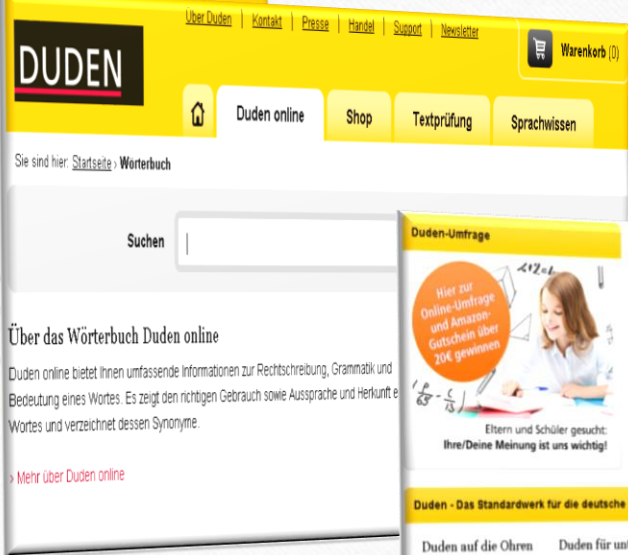 Über Duden | Kontakt | Presse | Handel | Support | Newsletter
Warenkorb (0)
DUDEN
Duden online
Shop
Textprüfung
Sprachwissen
Sie sind hier: Startseite › Wörterbuch
Suchen
Über das Wörterbuch Duden online
Duden online bietet Ihnen umfassende Informationen zur Rechtschreibung, Grammatik und
Bedeutung eines Wortes. Es zeigt den richtigen Gebrauch sowie Aussprache und Herkunft e
Wortes und verzeichnet dessen Synonyme.
› Mehr über Duden online
Duden-Umfrage
Hier zur
Online-Umfrage
und Amazon-
Gutschein über
20€ gewinnen
Eltern und Schüler gesucht:
Ihre/Deine Meinung ist uns wichtig!
Duden - Das Standardwerk für die deutsche
Duden auf die Ohren
Duden für unt